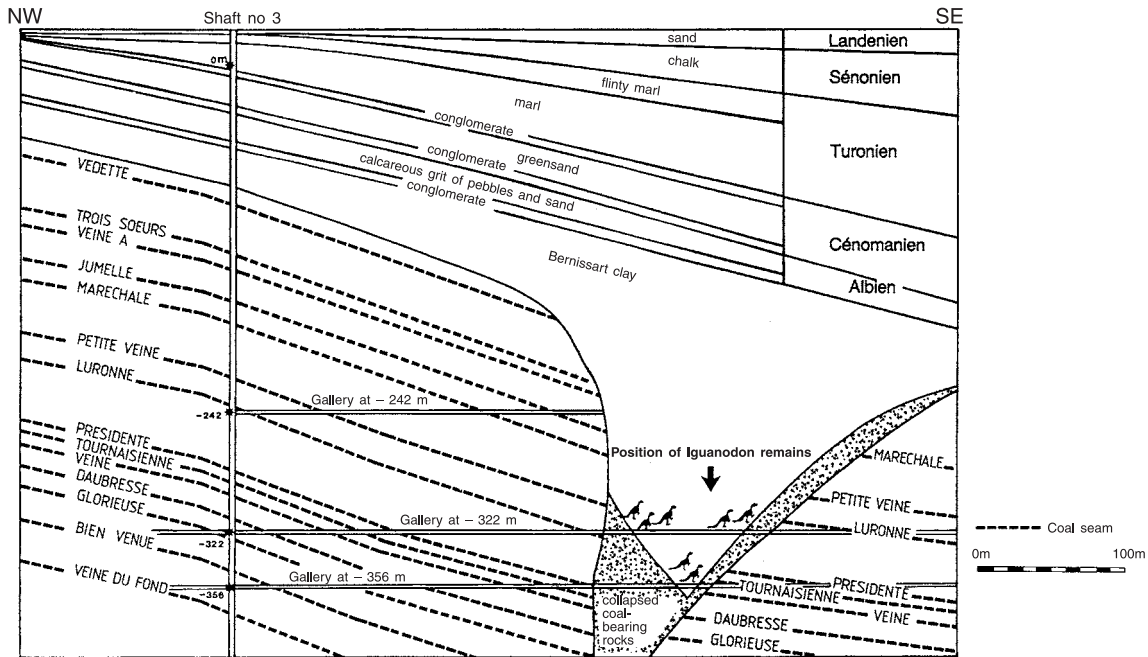 NW
Shaft no 3
SE
sand
Landenien
0m
chalk
Sénonien
flinty marl
marl
conglomerate
Turonien
conglomerate
greensand
calcareous grit of pebbles and sand
conglomerate
VEDETTE
TROIS SOEURS
VEINE A
Cénomanien
Bernissart clay
JUMELLE
Albien
MARECHALE
PETITE VEINE
LURONNE
Gallery at – 242 m
-242
PRESIDENTE
TOURNAISIENNE
VEINE
DAUBRESSE
GLORIEUSE
BIEN VENUE
VEINE DU FOND
Position of Iguanodon remains
MARECHALE
PETITE VEINE
Gallery at – 322 m
LURONNE
-322
Coal seam
0m
100m
Gallery at – 356 m
-356
PRESIDENTE
TOURNAISIENNE
VEINE
collapsed
coal-
bearing
rocks
DAUBRESSE
GLORIEUSE